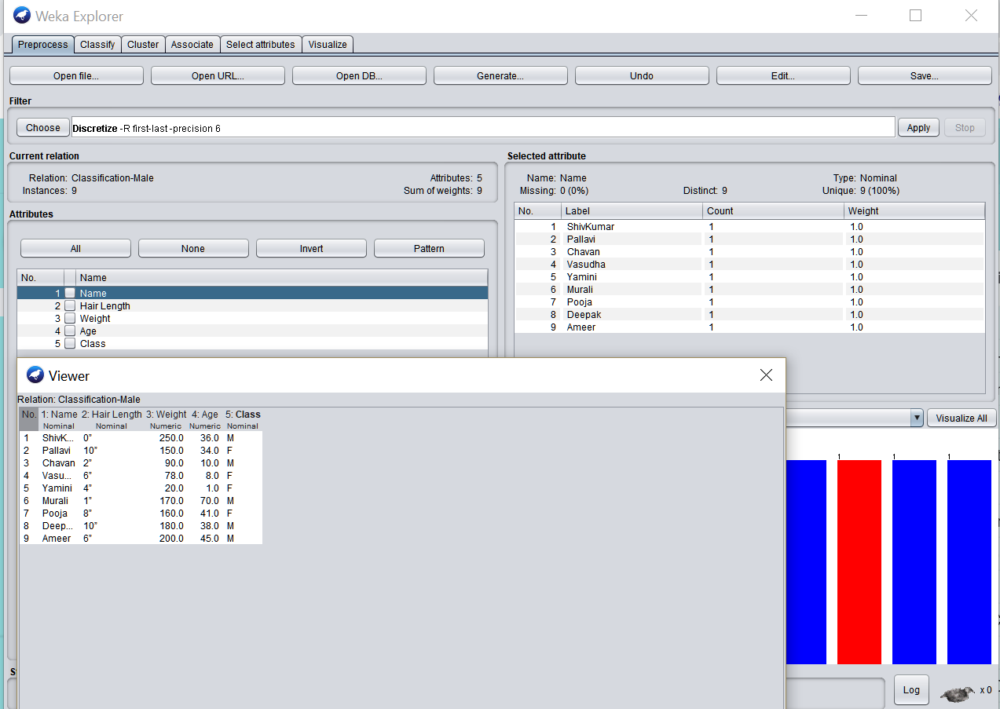 Weka Explorer
Preprocess Classify Cluster Associate Select attributes Visualize
Open file... Open URL... Open DB... Generate... Undo Edit... Save...
Filter
Choose Discretize -R first-last -precision 6 Apply Stop
Current relation
Relation: Classification-Male Attributes: 5
Instances: 9 Sum of weights: 9
Attributes
All None Invert Pattern
No. Name
1 Name
2 Hair Length
3 Weight
4 Age
5 Class
Selected attribute
Name: Name Type: Nominal
Missing: 0 (0%) Distinct: 9 Unique: 9 (100%)
No. Label Count Weight
1 ShivKumar 1 1.0
2 Pallavi 1 1.0
3 Chavan 1 1.0
4 Vasudha 1 1.0
5 Yamini 1 1.0
6 Murali 1 1.0
7 Pooja 1 1.0
8 Deepak 1 1.0
9 Ameer 1 1.0
Viewer
Relation: Classification-Male
No. 1: Name 2: Hair Length 3: Weight 4: Age 5: Class
Nominal Nominal Numeric Numeric Nominal
1 ShivK... 0” 250.0 36.0 M
2 Pallavi 10” 150.0 34.0 F
3 Chavan 2” 90.0 10.0 M
4 Vasu... 6” 78.0 8.0 F
5 Yamini 4” 20.0 1.0 F
6 Murali 1” 170.0 70.0 M
7 Pooja 8” 160.0 41.0 F
8 Deep... 10” 180.0 38.0 M
9 Ameer 6” 200.0 45.0 M
Visualize All
1 1 1
Log x 0